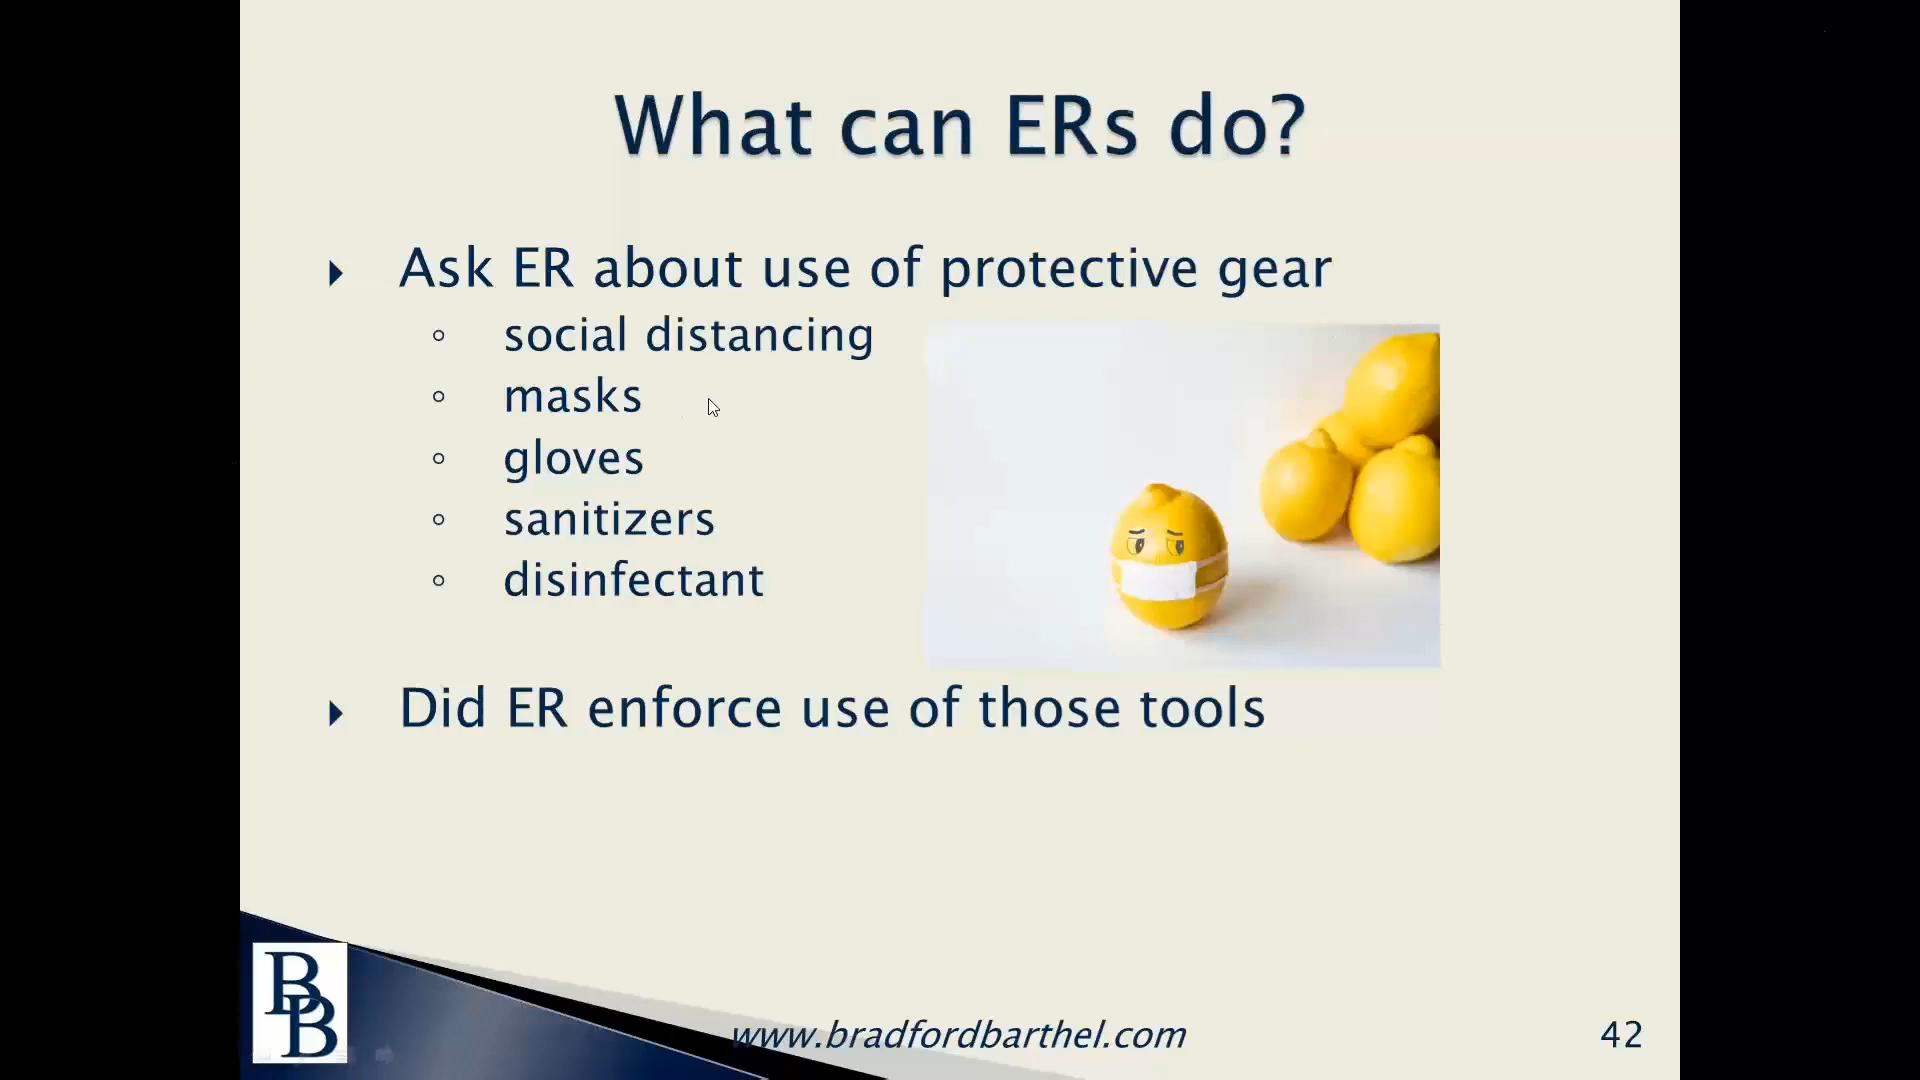 What can ERs do?
Ask ER about use of protective gear
social distancing
masks
gloves
sanitizers
disinfectant
Did ER enforce use of those tools
BB
www.bradfordbarthel.com
42